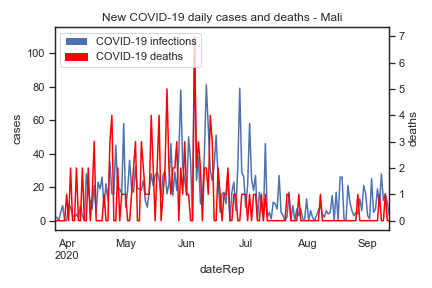 New COVID-19 daily cases and deaths - Mali
COVID-19 infections
COVID-19 deaths
100
80
60
40
20
0
cases
7
6
5
4
3
2
1
0
deaths
Apr May Jun Jul Aug Sep
2020
dateRep